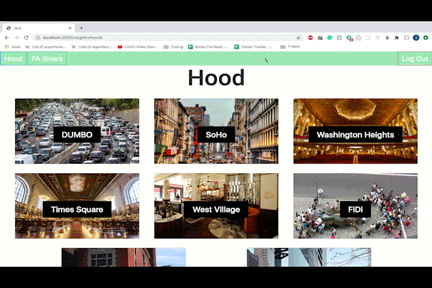 Hood
PA Rivers
Log Out
Hood
DUMBO
SoHo
Washington Heights
Times Square
West Village
FiDi